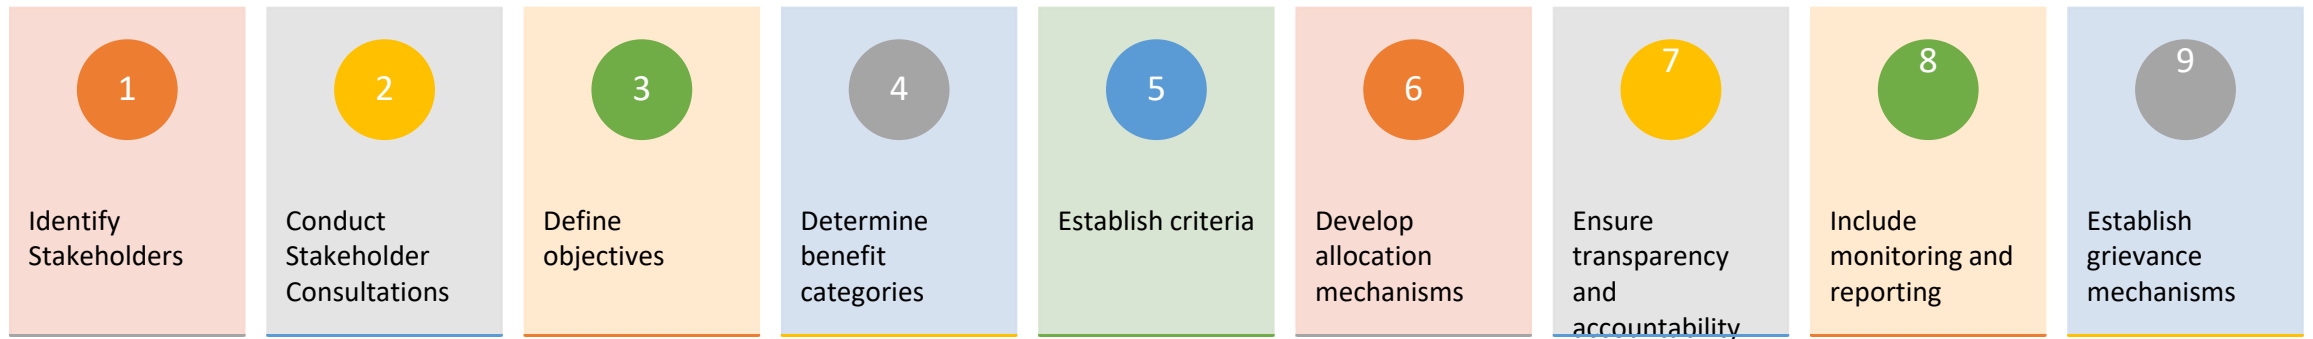 1
Identify
Stakeholders
2
Conduct
Stakeholder
Consultations
3
Define
objectives
4
Determine
benefit
categories
5
Establish criteria
6
Develop
allocation
mechanisms
7
Ensure
transparency
and
accountability
8
Include
monitoring and
reporting
9
Establish
grievance
mechanisms